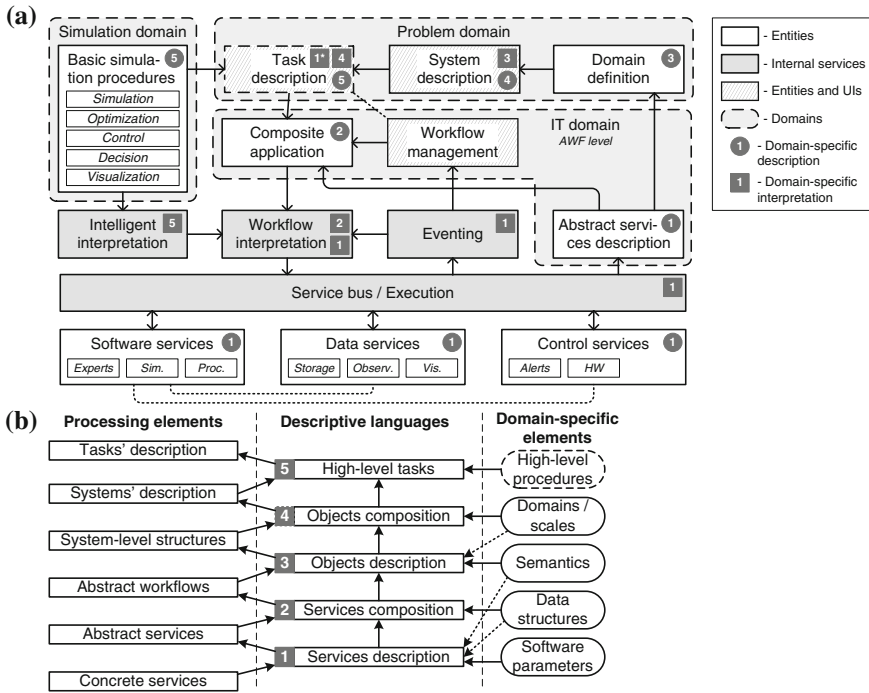 (a)
Simulation domain
Basic simula-
tion procedures
5
Simulation
Optimization
Control
Decision
Visualization
Problem domain
Task
description
1*
4
5
System
description
3
4
Domain
definition
3
Composite
application
2
Workflow
management
IT domain
AWF level
Intelligent
interpretation
5
Workflow
interpretation
2
1
Eventing
1
Abstract servi-
ces description
1
Service bus / Execution
1
Software services
1
Experts
Sim.
Proc.
Data services
1
Storage
Observ.
Vis.
Control services
1
Alerts
HW
- Entities
- Internal services
- Entities and UIs
- Domains
1
- Domain-specific
description
1
- Domain-specific
interpretation
(b)
Processing elements
Descriptive languages
Domain-specific
elements
Tasks' description
Systems' description
System-level structures
Abstract workflows
Abstract services
Concrete services
5
High-level tasks
4
Objects composition
3
Objects description
2
Services composition
1
Services description
High-level
procedures
Domains /
scales
Semantics
Data
structures
Software
parameters